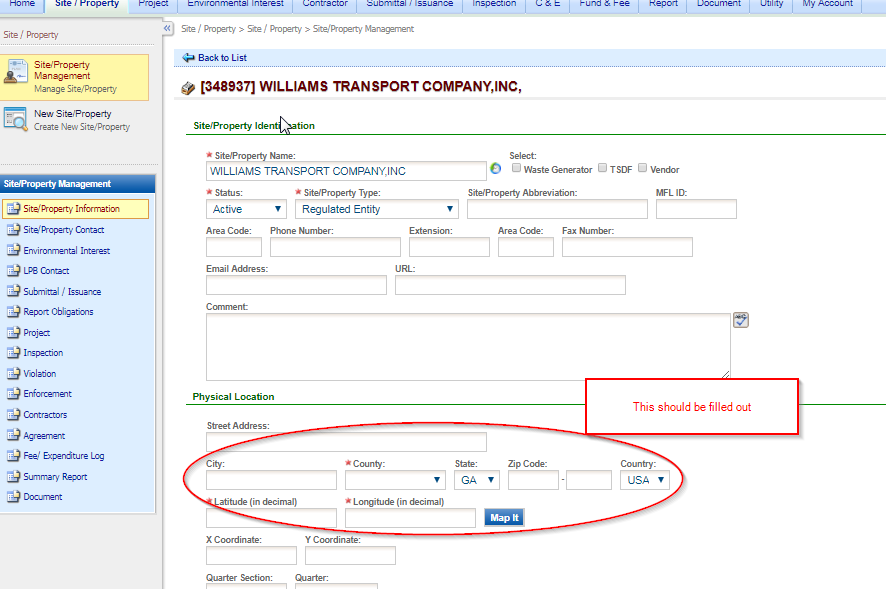 Home Site / Property Project Environmental Interest Contractor Submittal / Issuance Inspection C & E Fund & Fee Report Document Utility My Account
Site / Property
«
Site / Property > Site / Property > Site/Property Management
Site/Property
Management
Manage Site/Property
New Site/Property
Create New Site/Property
Site/Property Management
Site/Property Information
Site/Property Contact
Environmental Interest
LPB Contact
Submittal / Issuance
Report Obligations
Project
Inspection
Violation
Enforcement
Contractors
Agreement
Fee/ Expenditure Log
Summary Report
Document
Back to List
[348937] WILLIAMS TRANSPORT COMPANY,INC,
Site/Property Identification
* Site/Property Name: Select:
WILLIAMS TRANSPORT COMPANY,INC Waste Generator TSDF Vendor
* Status: * Site/Property Type: Site/Property Abbreviation: MFL ID:
Active Regulated Entity
Area Code: Phone Number: Extension: Area Code: Fax Number:
Email Address: URL:
Comment:
ABC
Physical Location
This should be filled out
Street Address:
City: * County: State: Zip Code: Country:
GA - USA
* Latitude (in decimal) * Longitude (in decimal)
Map It
X Coordinate: Y Coordinate:
Quarter Section: Quarter: